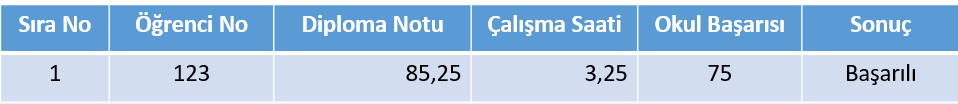 Sıra No Öğrenci No Diploma Notu Çalışma Saati Okul Başarısı Sonuç
1 123 85,25 3,25 75 Başarılı